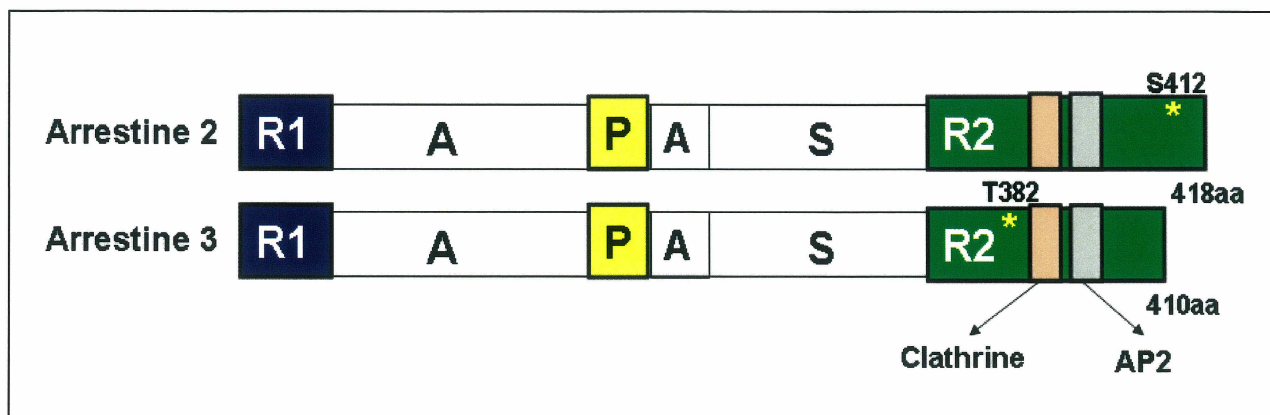 S412
Arrestine 2 R1 A P A S R2 *
T382 418aa
Arrestine 3 R1 A P A S R2 *
410aa
Clathrine AP2